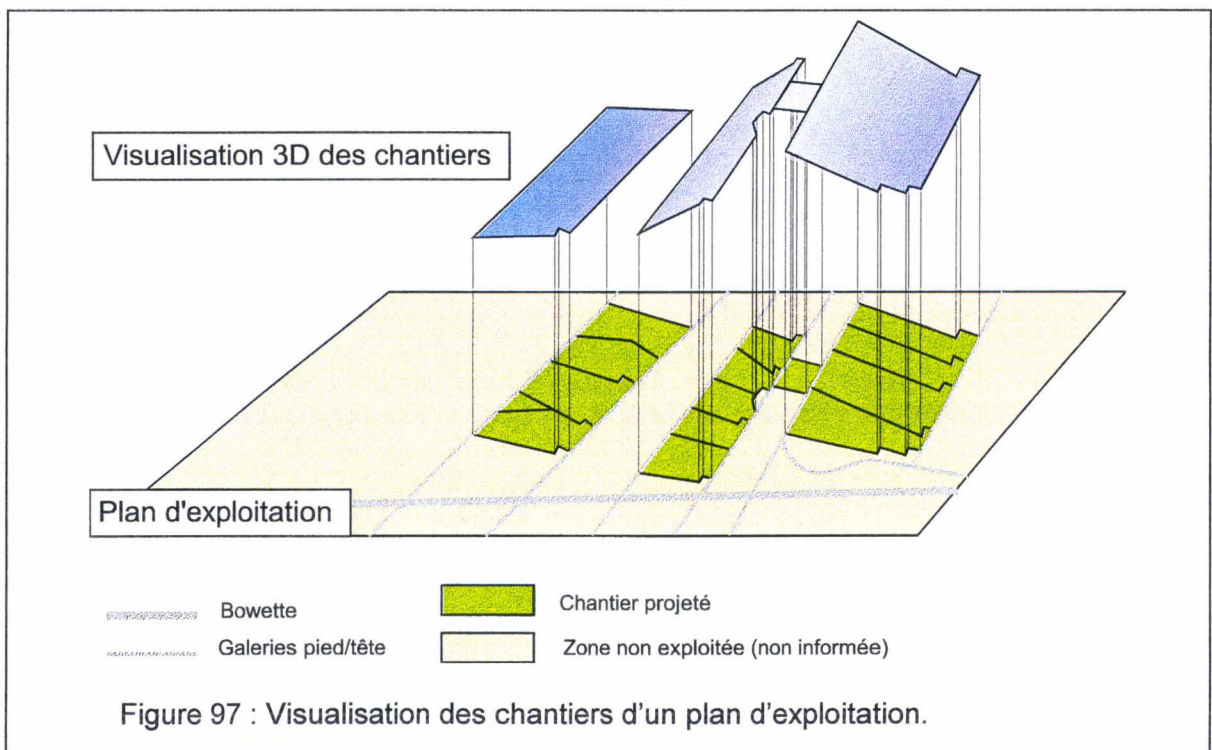 Visualisation 3D des chantiers
Plan d'exploitation
Bowette
Chantier projeté
Galeries pied/tête
Zone non exploitée (non informée)
Figure 97 : Visualisation des chantiers d'un plan d'exploitation.